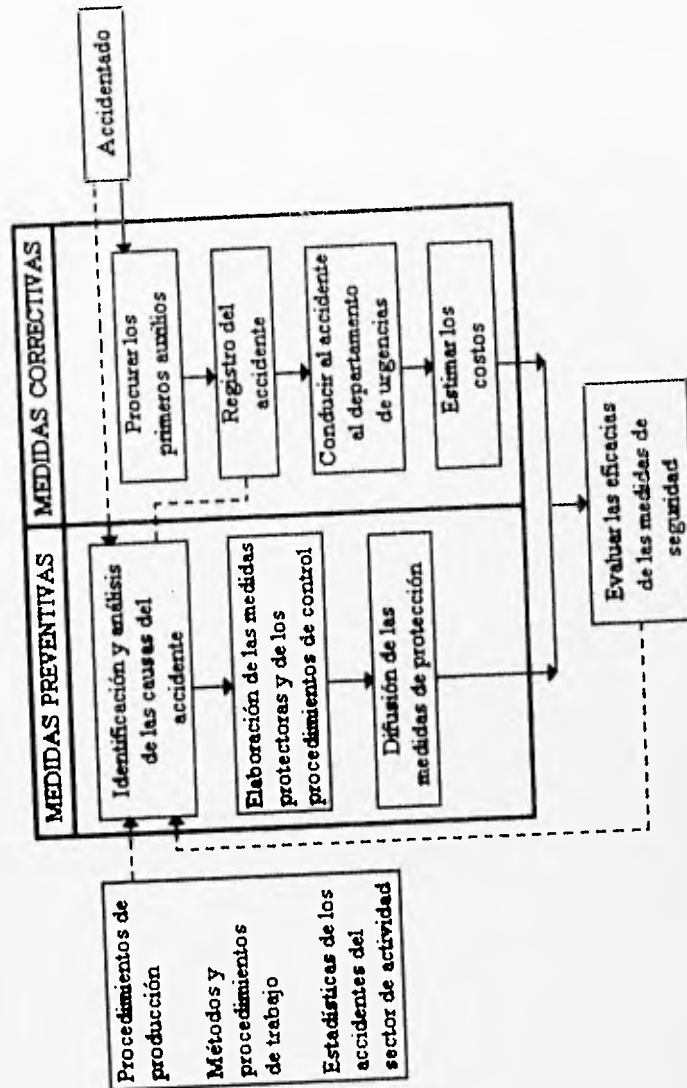 Accidentado
MEDIDAS PREVENTIVAS
MEDIDAS CORRECTIVAS
Procedimientos de
producción
Métodos y
procedimientos
de trabajo
Estadísticas de los
accidentes del
sector de actividad
Identificación y análisis
de las causas del
accidente
Elaboración de las medidas
protectoras y de los
procedimientos de control
Difusión de las
medidas de protección
Procurar los
primeros auxilios
Registro del
accidente
Conducir al accidente
al departamento
de urgencias
Estimar los
costos
Evaluar las eficacias
de las medidas de
seguridad